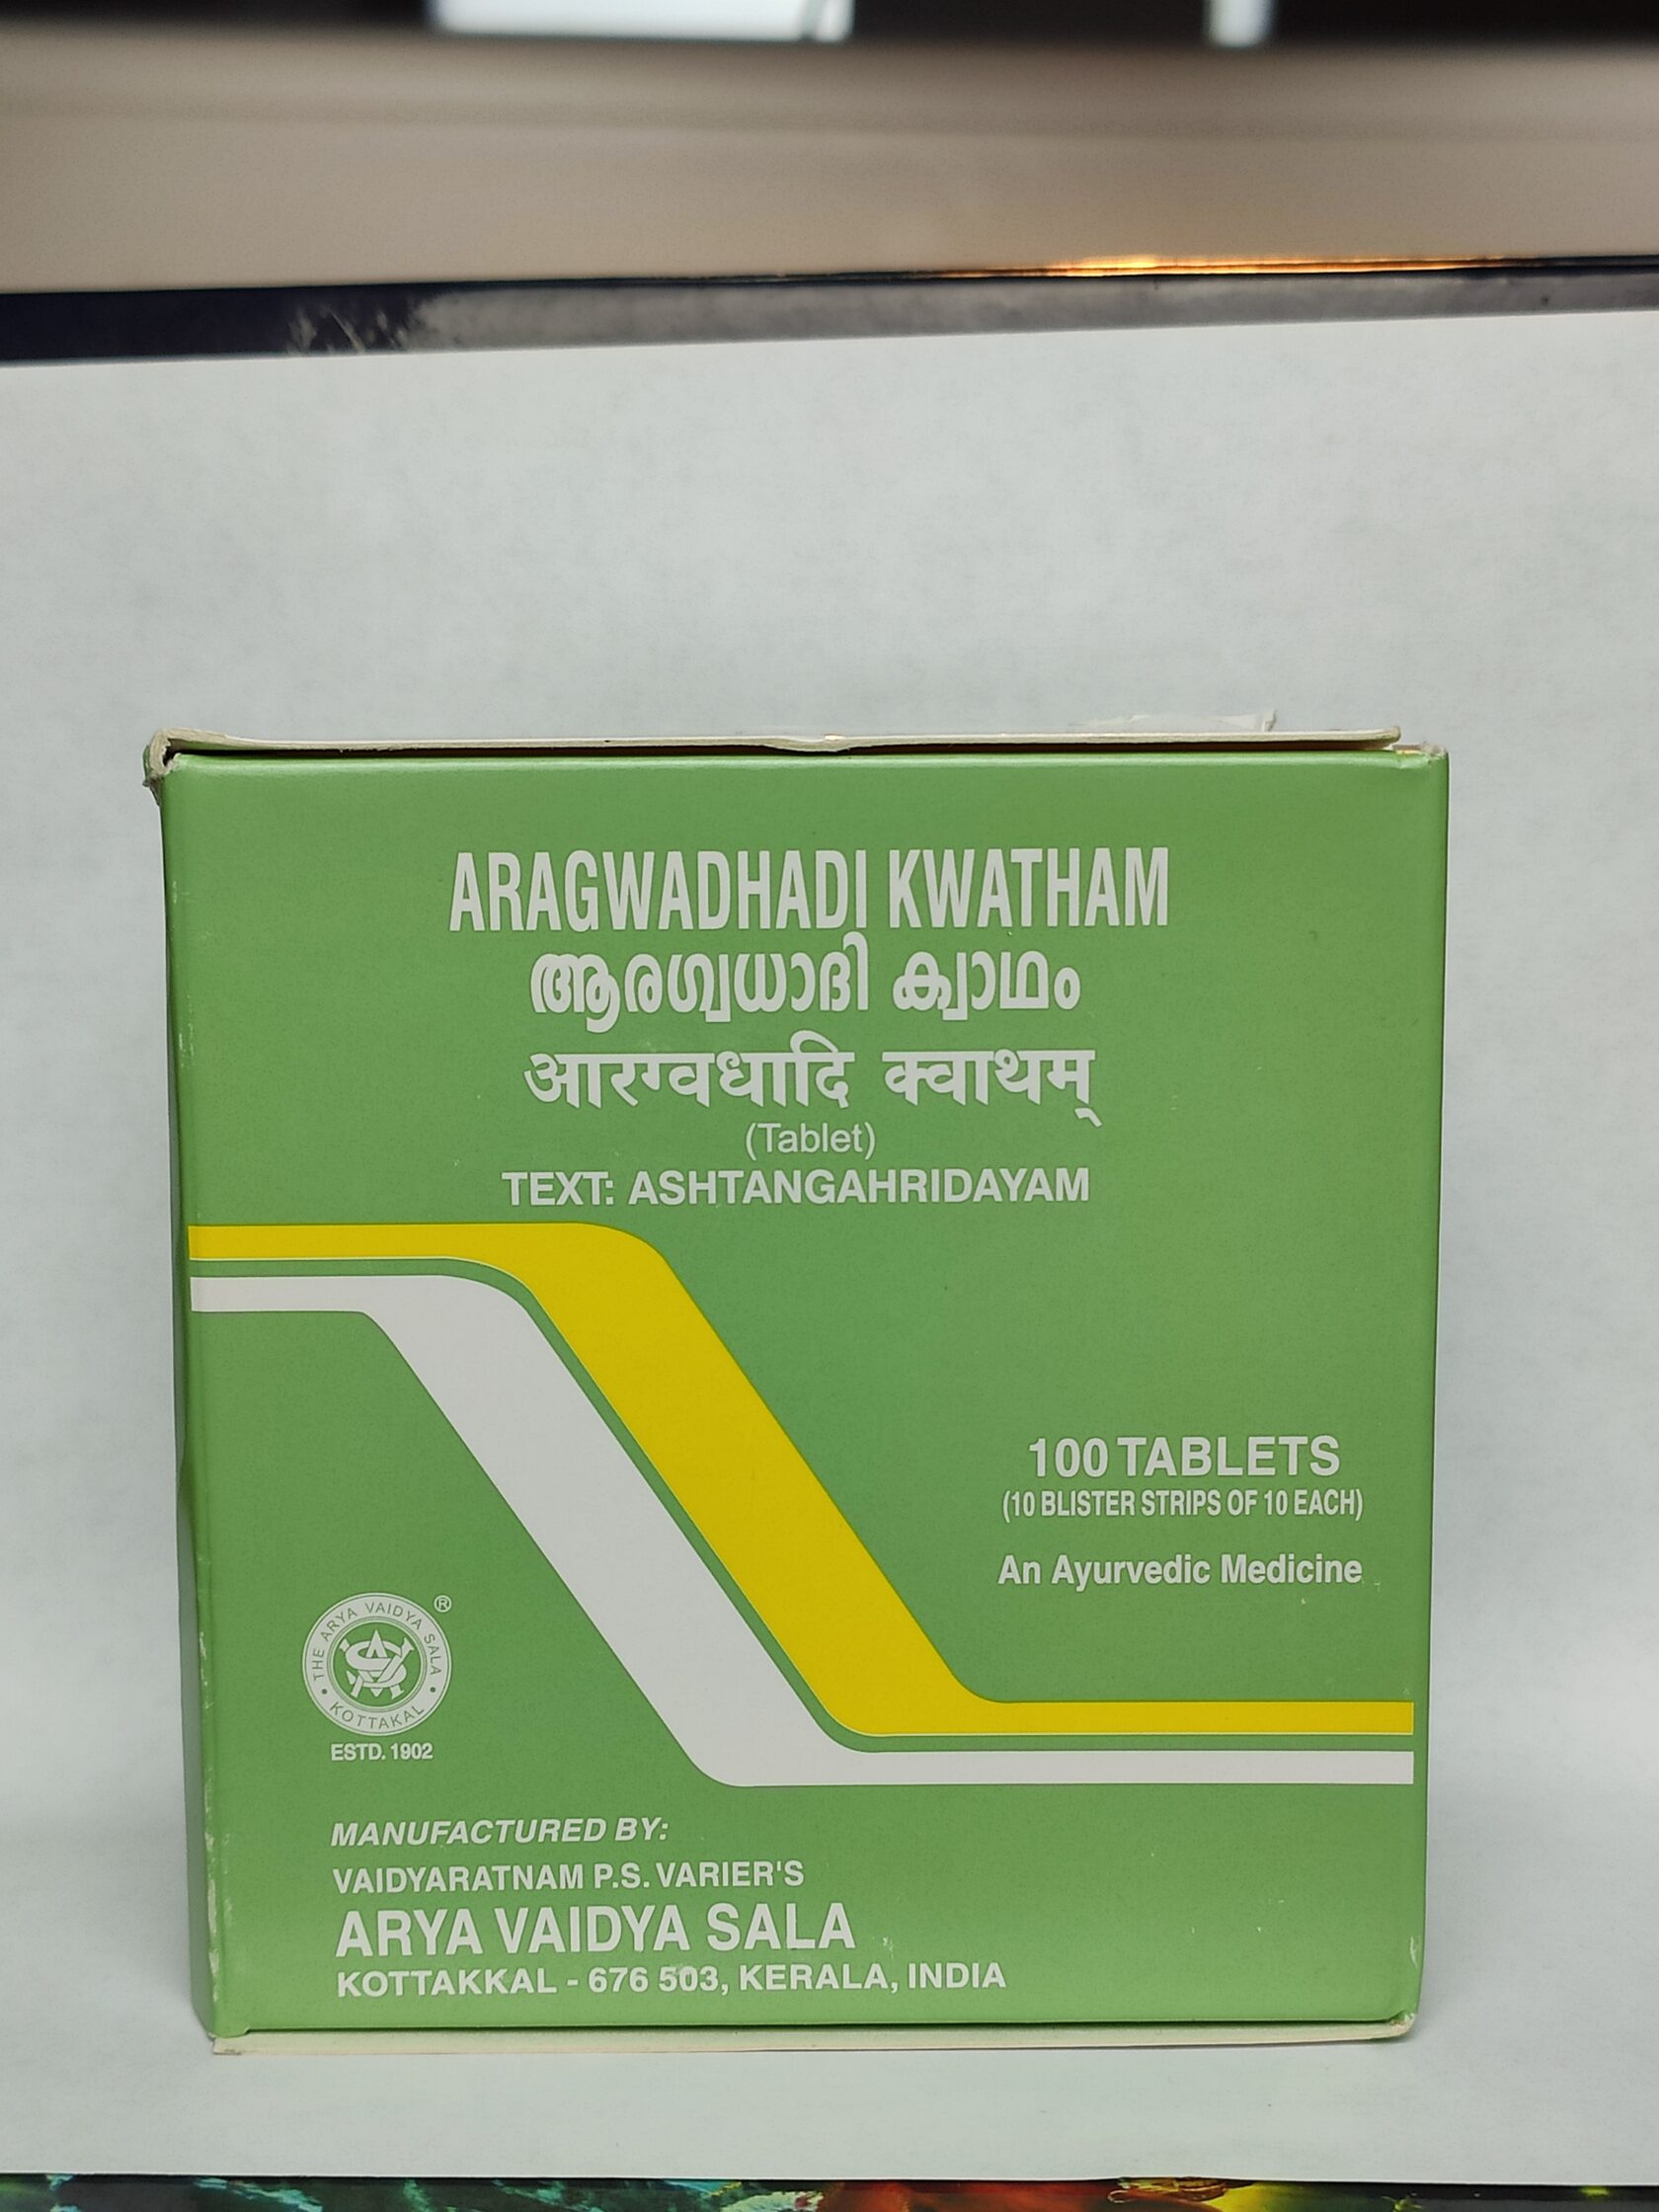 ARAGWADHADI KWATHAM
ആരഗ്വധാദി ക്വാഥം
आरग्वधादि क्वाथम्
(Tablet)
TEXT: ASHTANGAHRIDAYAM
100 TABLETS
(10 BLISTER STRIPS OF 10 EACH)
An Ayurvedic Medicine
®
THE ARYA VAIDYA SALA
• KOTTAKAL •
AVS
ESTD. 1902
MANUFACTURED BY:
VAIDYARATNAM P.S. VARIER'S
ARYA VAIDYA SALA
KOTTAKKAL - 676 503, KERALA, INDIA